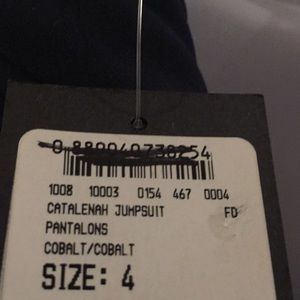 1008 10003 0154 467 0004
CATALENAH JUMPSUIT FD
PANTALONS
COBALT/COBALT
SIZE: 4